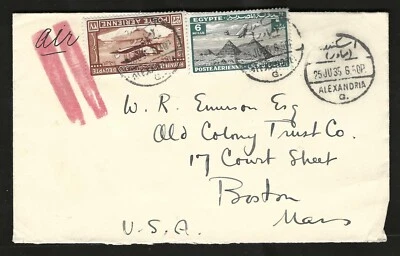 air
POSTE AERIENNE
EGYPTE
6
POSTE AERIENNE
25 JU 35 6
ALEXANDRIA
G.
W. R. Emerson Esq
Old Colony Trust Co.
17 Court Street
Boston
Mass
U.S.A.